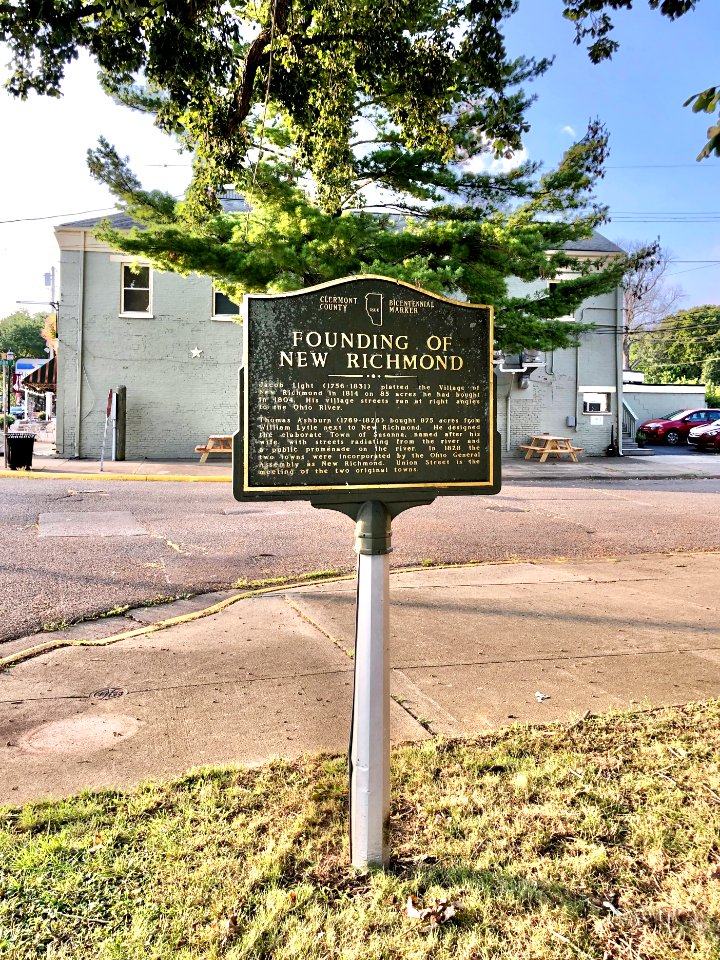 CLERMONT COUNTY
BICENTENNIAL MARKER
FOUNDING OF
NEW RICHMOND
Jacob Light (1756-1831) platted the Village of
New Richmond in 1814 on 85 acres he had bought
in 1804. His village streets ran at right angles
to the Ohio River.
Thomas Ashburn (1769-1826) bought 875 acres from
William Lytle next to New Richmond. He designed
the elaborate Town of Susanna, named after his
wife, with streets radiating from the river and
a public promenade on the river. In 1828 the
two towns were incorporated by the Ohio General
Assembly as New Richmond. Union Street is the
meeting of the two original towns.